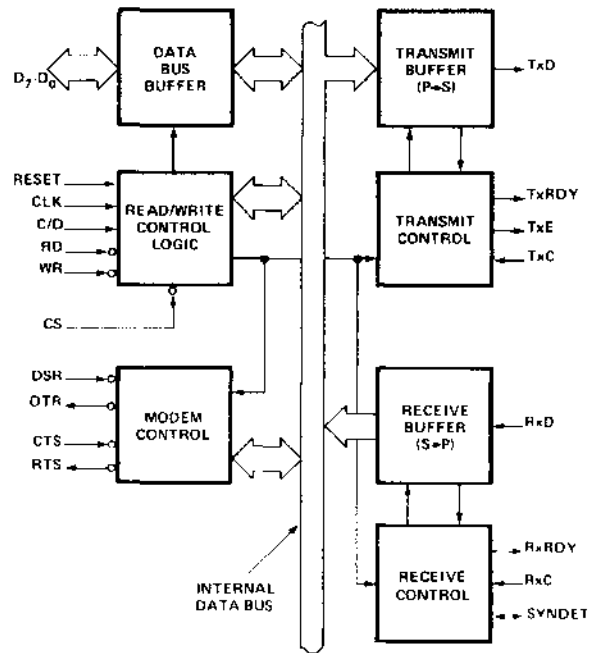 DATA
BUS
BUFFER
D7-D0
TRANSMIT
BUFFER
(P→S)
TxD
RESET
CLK
C/D
RD
WR
CS
READ/WRITE
CONTROL
LOGIC
TRANSMIT
CONTROL
TxRDY
TxE
TxC
DSR
DTR
CTS
RTS
MODEM
CONTROL
RECEIVE
BUFFER
(S→P)
RxD
INTERNAL
DATA BUS
RECEIVE
CONTROL
RxRDY
RxC
SYNDET